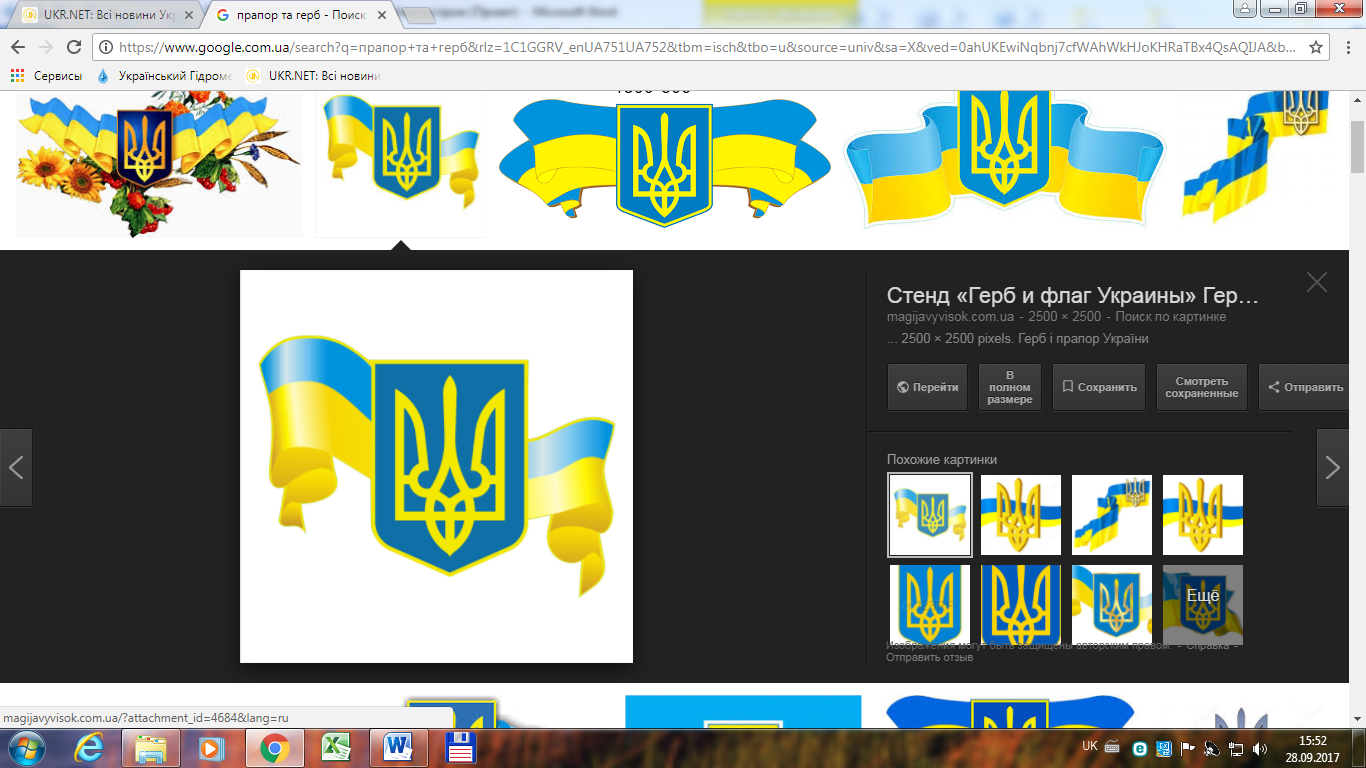 UKR.NET: Всі новини Укр
прапор та герб - Поиск
Microsoft Word
https://www.google.com.ua/search?q=прапор+та+герб&rlz=1C1GGRV_enUA751UA752&tbm=isch&tbo=u&source=univ&sa=X&ved=0ahUKEwiNqbnj7cfWAhWkHJoKHRaTBx4QsAQIJA&b...
Сервисы
Український Гідроме
UKR.NET: Всі новини
Стенд «Герб и флаг Украины» Гер…
magijavyvisok.com.ua - 2500 × 2500 - Поиск по картинке
... 2500 × 2500 pixels. Герб і прапор України
Перейти
В полном размере
Сохранить
Смотреть сохраненные
Отправить
Похожие картинки
Ещё
Изображения могут быть защищены авторским правом. - Справка -
Отправить отзыв
magijavyvisok.com.ua/?attachment_id=4684&lang=ru
UK
15:52
28.09.2017